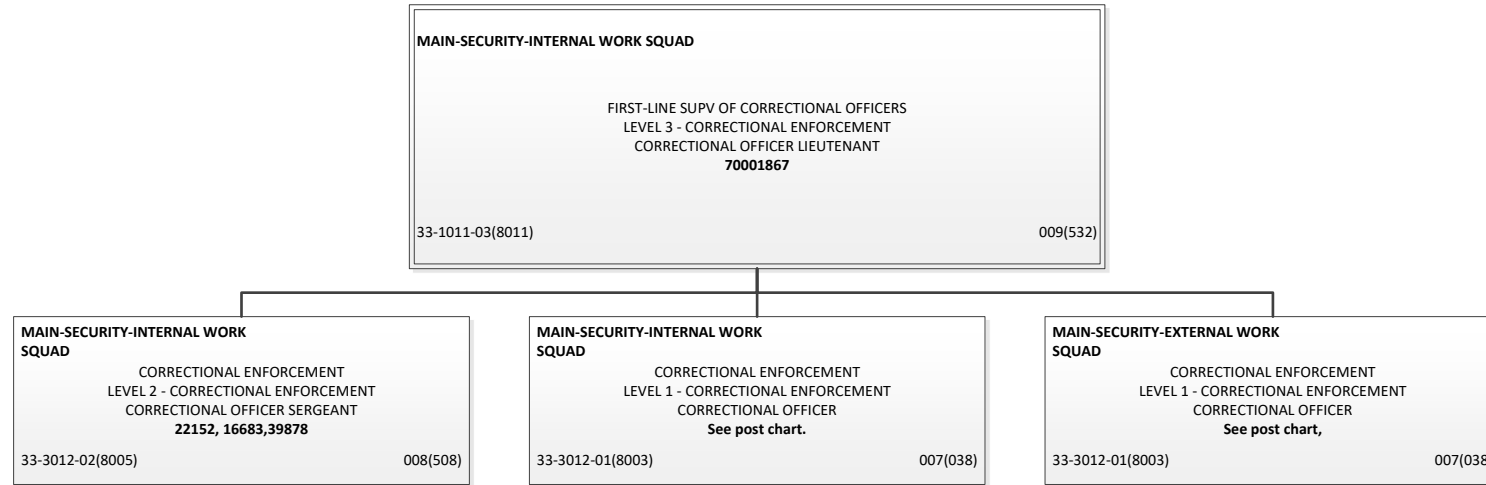 MAIN-SECURITY-INTERNAL WORK SQUAD
FIRST-LINE SUPV OF CORRECTIONAL OFFICERS
LEVEL 3 - CORRECTIONAL ENFORCEMENT
CORRECTIONAL OFFICER LIEUTENANT
70001867
33-1011-03(8011) 009(532)
MAIN-SECURITY-INTERNAL WORK
SQUAD
CORRECTIONAL ENFORCEMENT
LEVEL 2 - CORRECTIONAL ENFORCEMENT
CORRECTIONAL OFFICER SERGEANT
22152, 16683,39878
33-3012-02(8005) 008(508)
MAIN-SECURITY-INTERNAL WORK
SQUAD
CORRECTIONAL ENFORCEMENT
LEVEL 1 - CORRECTIONAL ENFORCEMENT
CORRECTIONAL OFFICER
See post chart.
33-3012-01(8003) 007(038)
MAIN-SECURITY-EXTERNAL WORK
SQUAD
CORRECTIONAL ENFORCEMENT
LEVEL 1 - CORRECTIONAL ENFORCEMENT
CORRECTIONAL OFFICER
See post chart,
33-3012-01(8003) 007(038